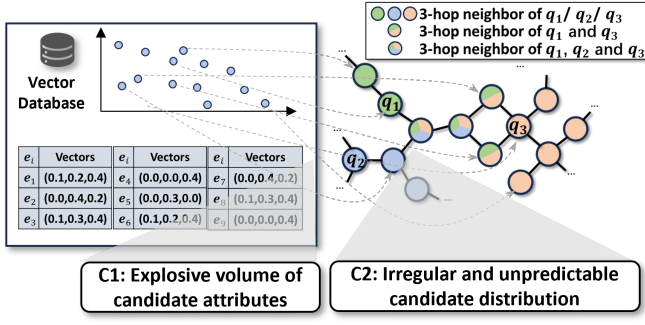 3-hop neighbor of q₁/ q₂/ q₃
3-hop neighbor of q₁ and q₃
3-hop neighbor of q₁, q₂ and q₃
Vector
Database
...
...
...
...
...
...
...
q₁
q₂
q₃
eᵢ Vectors eᵢ Vectors eᵢ Vectors
e₁ (0.1,0.2,0.4) e₄ (0.0,0.0,0.4) e₇ (0.0,0.4,0.2)
e₂ (0.0,0.4,0.2) e₅ (0.0,0.3,0.0) e₈ (0.1,0.3,0.4)
e₃ (0.1,0.3,0.4) e₆ (0.1,0.2,0.4) e₉ (0.0,0.0,0.4)
C1: Explosive volume of
candidate attributes
C2: Irregular and unpredictable
candidate distribution